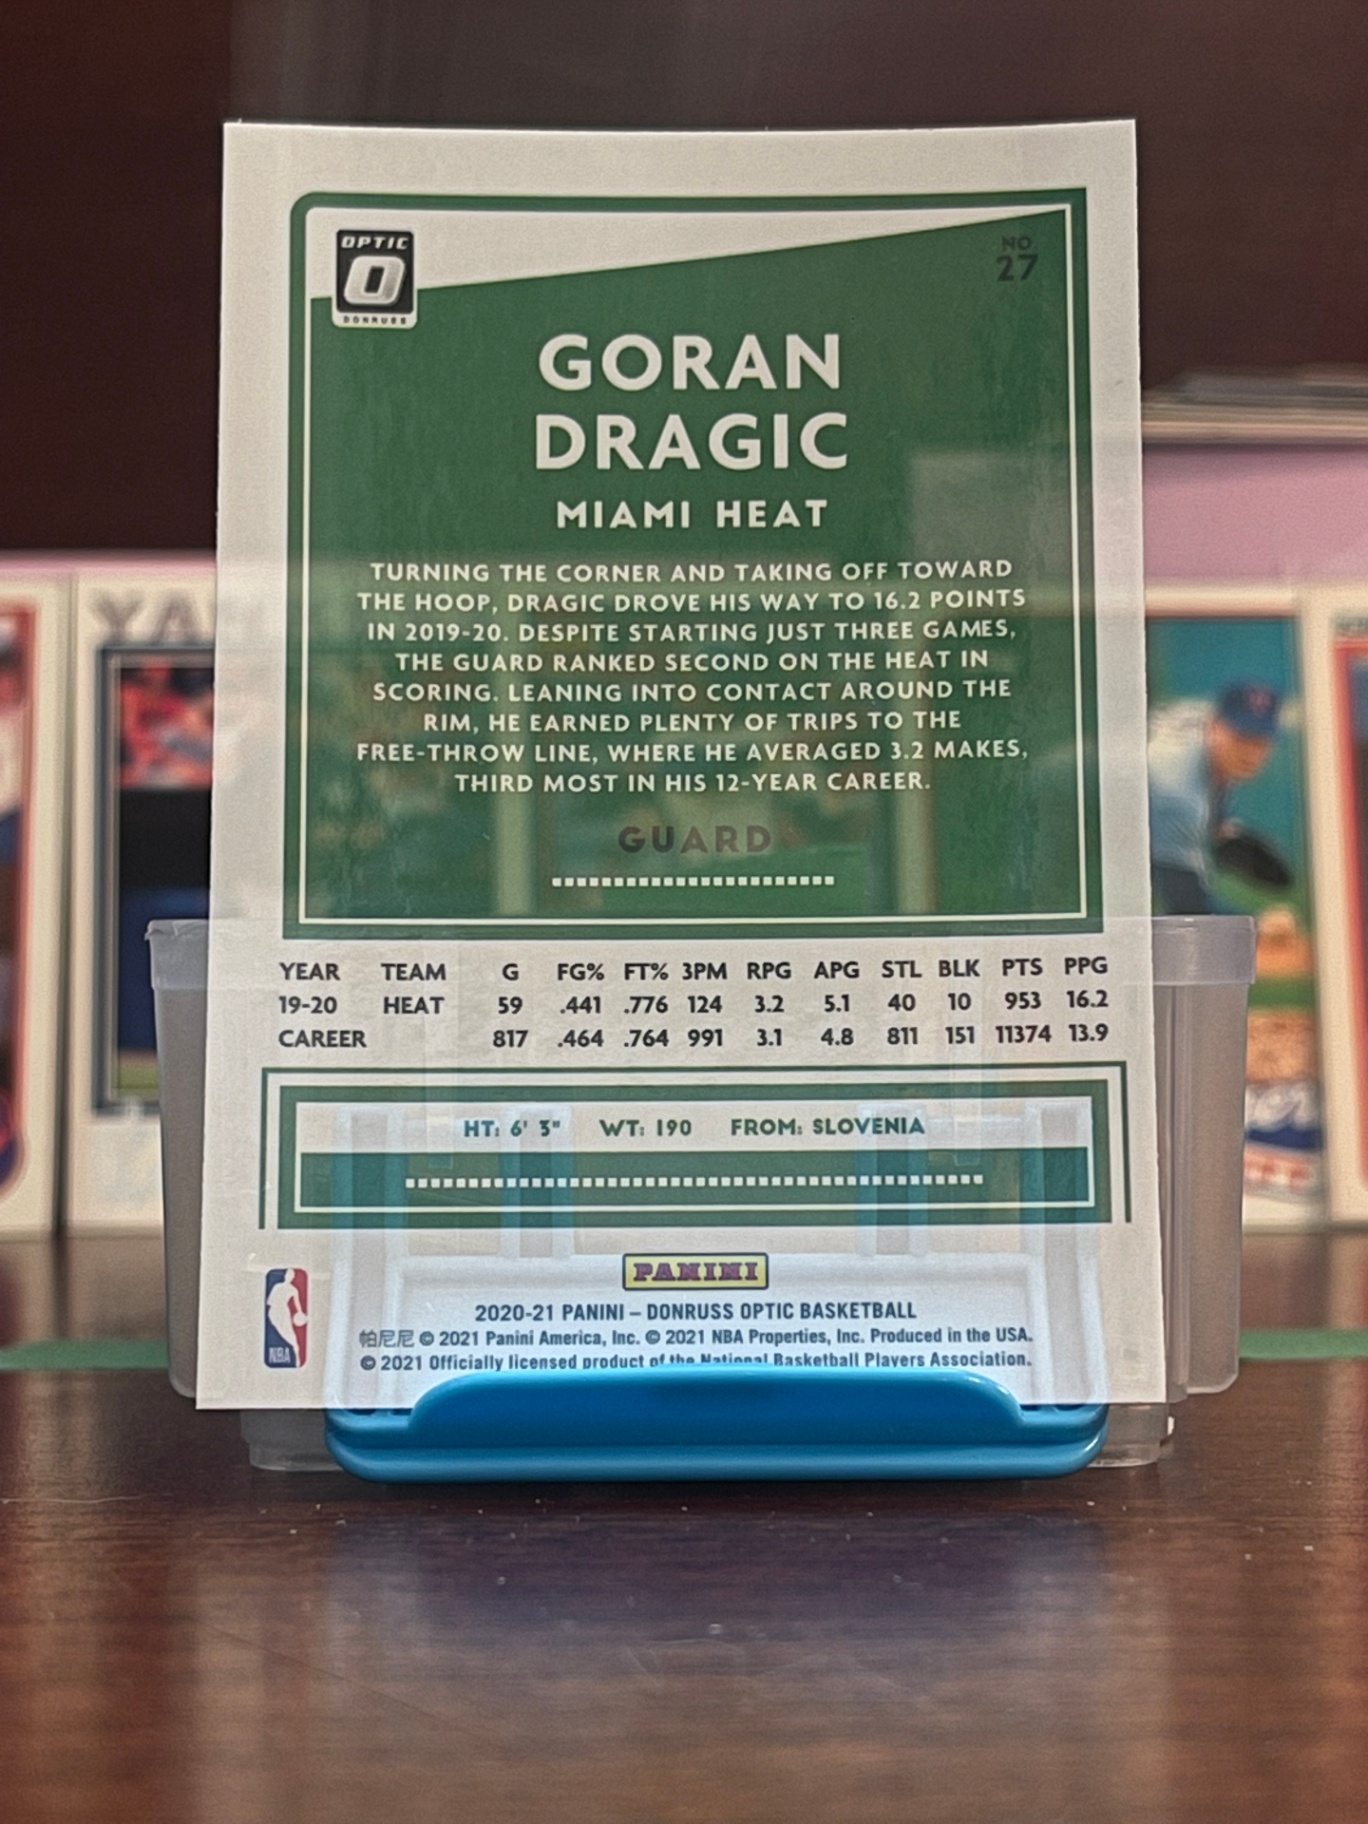 OPTIC
O
DONRUSS
NO
27
GORAN
DRAGIC
MIAMI HEAT
TURNING THE CORNER AND TAKING OFF TOWARD
THE HOOP, DRAGIC DROVE HIS WAY TO 16.2 POINTS
IN 2019-20. DESPITE STARTING JUST THREE GAMES,
THE GUARD RANKED SECOND ON THE HEAT IN
SCORING. LEANING INTO CONTACT AROUND THE
RIM, HE EARNED PLENTY OF TRIPS TO THE
FREE-THROW LINE, WHERE HE AVERAGED 3.2 MAKES,
THIRD MOST IN HIS 12-YEAR CAREER.
GUARD
YEAR TEAM G FG% FT% 3PM RPG APG STL BLK PTS PPG
19-20 HEAT 59 .441 .776 124 3.2 5.1 40 10 953 16.2
CAREER 817 .464 .764 991 3.1 4.8 811 151 11374 13.9
HT: 6' 3" WT: 190 FROM: SLOVENIA
PANINI
2020-21 PANINI – DONRUSS OPTIC BASKETBALL
帕尼尼 © 2021 Panini America, Inc. © 2021 NBA Properties, Inc. Produced in the USA.
© 2021 Officially licensed product of the National Basketball Players Association.
NBA